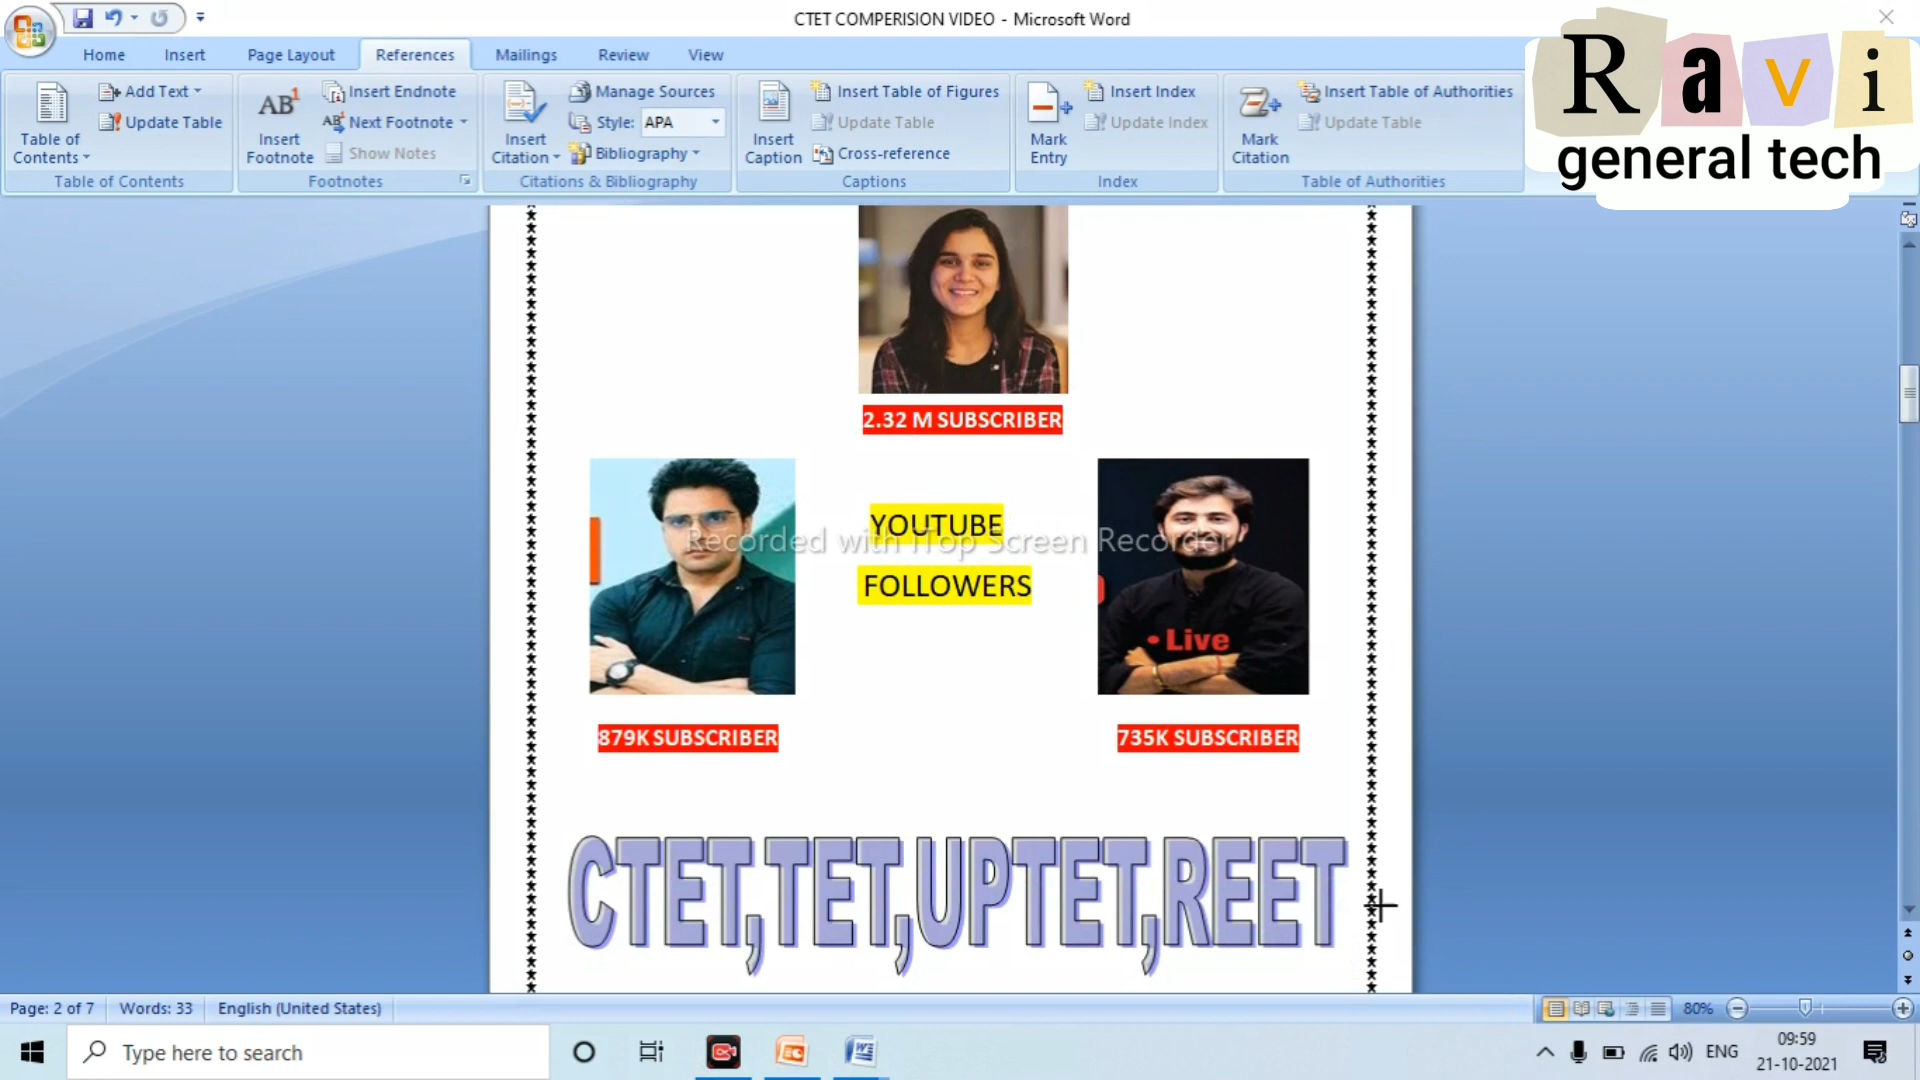 CTET COMPERISION VIDEO - Microsoft Word
Home Insert Page Layout References Mailings Review View
Table of Contents
Add Text
Update Table
Table of Contents
AB1 Insert Footnote
Insert Endnote
AB Next Footnote
Show Notes
Footnotes
Insert Citation
Manage Sources
Style: APA
Bibliography
Citations & Bibliography
Insert Caption
Insert Table of Figures
Update Table
Cross-reference
Captions
Mark Entry
Insert Index
Update Index
Index
Mark Citation
Insert Table of Authorities
Update Table
Table of Authorities
Ravi
general tech
2.32 M SUBSCRIBER
YOUTUBE
Recorded with iTop Screen Recorder
FOLLOWERS
• Live
879K SUBSCRIBER
735K SUBSCRIBER
CTET,TET,UPTET,REET
Page: 2 of 7 Words: 33 English (United States) 80%
Type here to search
ENG
09:59
21-10-2021